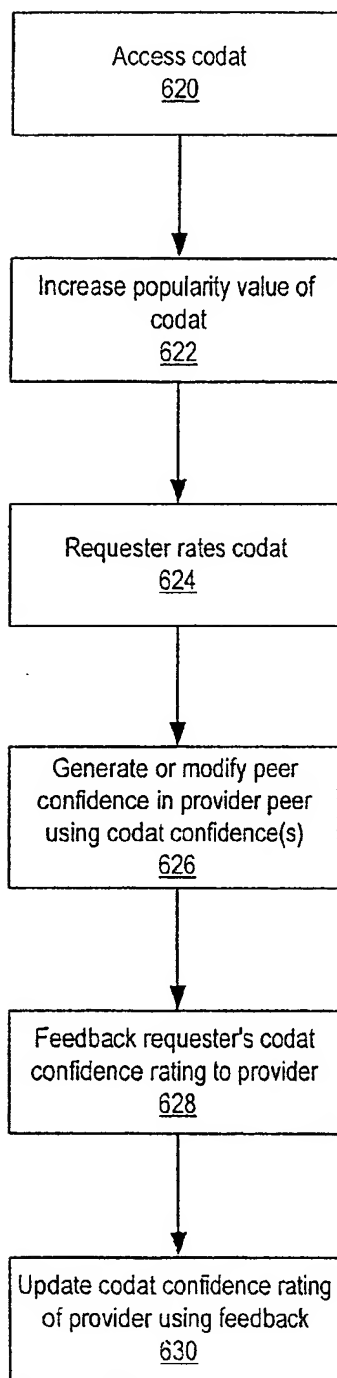 Access codat
620
Increase popularity value of
codat
622
Requester rates codat
624
Generate or modify peer
confidence in provider peer
using codat confidence(s)
626
Feedback requester's codat
confidence rating to provider
628
Update codat confidence rating
of provider using feedback
630